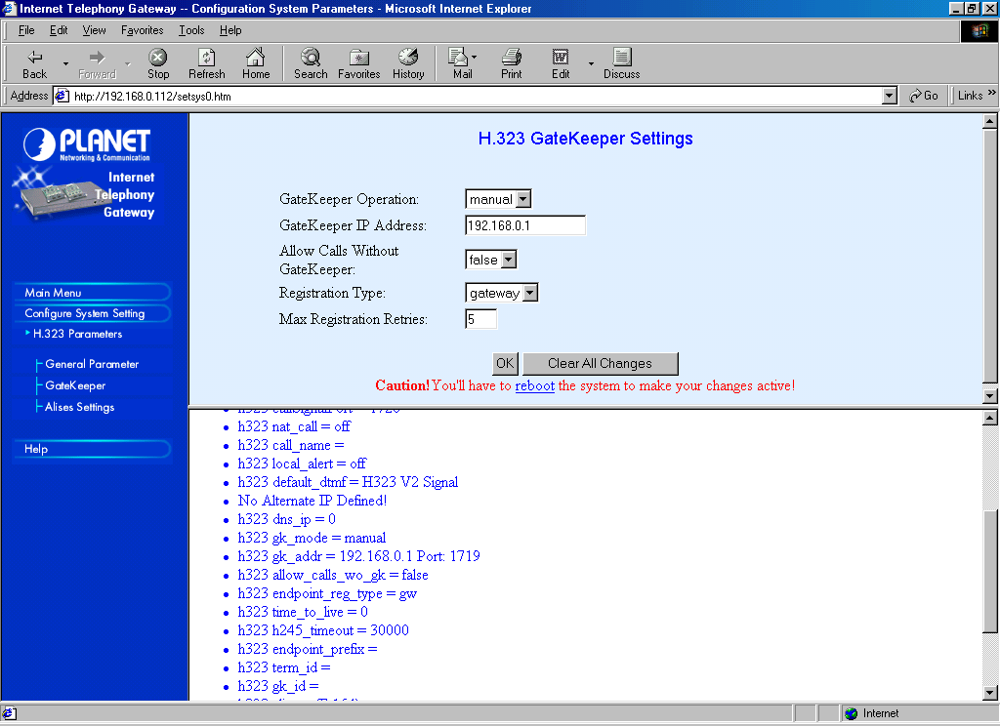 Internet Telephony Gateway -- Configuration System Parameters - Microsoft Internet Explorer
File Edit View Favorites Tools Help
Back Forward Stop Refresh Home Search Favorites History Mail Print Edit Discuss
Address http://192.168.0.112/setsys0.htm Go Links »
PLANET
Networking & Communication
Internet
Telephony
Gateway
Main Menu
Configure System Setting
H.323 Parameters
General Parameter
GateKeeper
Alises Settings
Help
H.323 GateKeeper Settings
GateKeeper Operation: manual
GateKeeper IP Address: 192.168.0.1
Allow Calls Without
GateKeeper: false
Registration Type: gateway
Max Registration Retries: 5
OK Clear All Changes
Caution! You'll have to reboot the system to make your changes active!
h323 nat_call = off
h323 call_name =
h323 local_alert = off
h323 default_dtmf = H323 V2 Signal
No Alternate IP Defined!
h323 dns_ip = 0
h323 gk_mode = manual
h323 gk_addr = 192.168.0.1 Port: 1719
h323 allow_calls_wo_gk = false
h323 endpoint_reg_type = gw
h323 time_to_live = 0
h323 h245_timeout = 30000
h323 endpoint_prefix =
h323 term_id =
h323 gk_id =
Internet